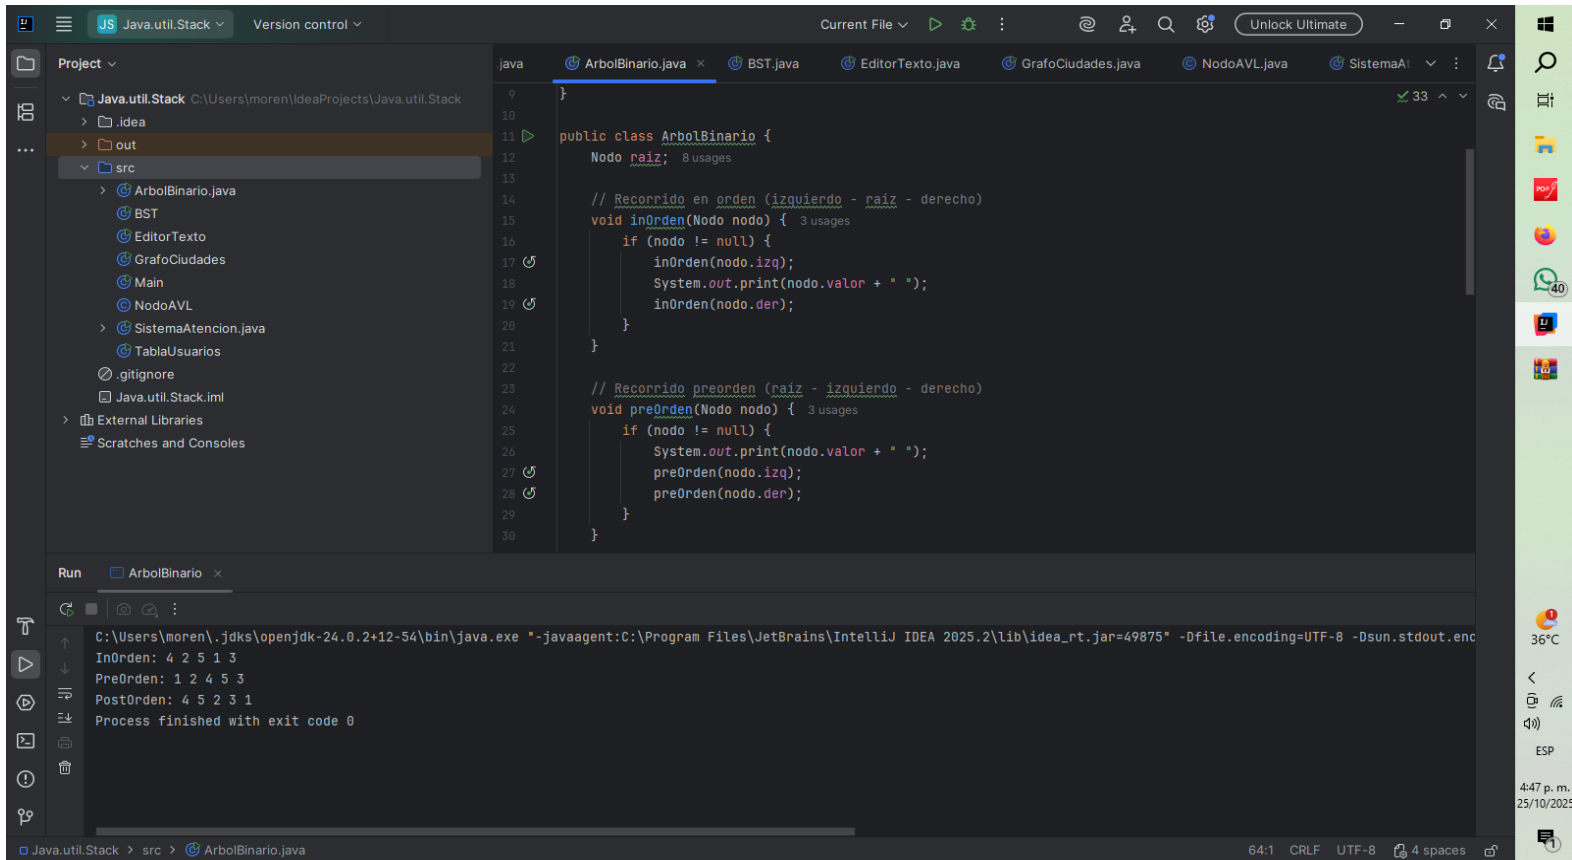 JS Java.util.Stack Version control Current File Unlock Ultimate
Project
.java ArbolBinario.java BST.java EditorTexto.java GrafoCiudades.java NodoAVL.java SistemaAt
Java.util.Stack C:\Users\moren\IdeaProjects\Java.util.Stack
.idea
out
src
ArbolBinario.java
BST
EditorTexto
GrafoCiudades
Main
NodoAVL
SistemaAtencion.java
TablaUsuarios
.gitignore
Java.util.Stack.iml
External Libraries
Scratches and Consoles
33
9 }
10
11 public class ArbolBinario {
12 Nodo raiz; 8 usages
13
14 // Recorrido en orden (izquierdo - raíz - derecho)
15 void inOrden(Nodo nodo) { 3 usages
16 if (nodo != null) {
17 inOrden(nodo.izq);
18 System.out.print(nodo.valor + " ");
19 inOrden(nodo.der);
20 }
21 }
22
23 // Recorrido preorden (raíz - izquierdo - derecho)
24 void preOrden(Nodo nodo) { 3 usages
25 if (nodo != null) {
26 System.out.print(nodo.valor + " ");
27 preOrden(nodo.izq);
28 preOrden(nodo.der);
29 }
30 }
Run ArbolBinario
C:\Users\moren\.jdks\openjdk-24.0.2+12-54\bin\java.exe "-javaagent:C:\Program Files\JetBrains\IntelliJ IDEA 2025.2\lib\idea_rt.jar=49875" -Dfile.encoding=UTF-8 -Dsun.stdout.enc
InOrden: 4 2 5 1 3
PreOrden: 1 2 4 5 3
PostOrden: 4 5 2 3 1
Process finished with exit code 0
Java.util.Stack > src > ArbolBinario.java 64:1 CRLF UTF-8 4 spaces
PDF
40
1
36°C
ESP
4:47 p. m.
25/10/2025
1